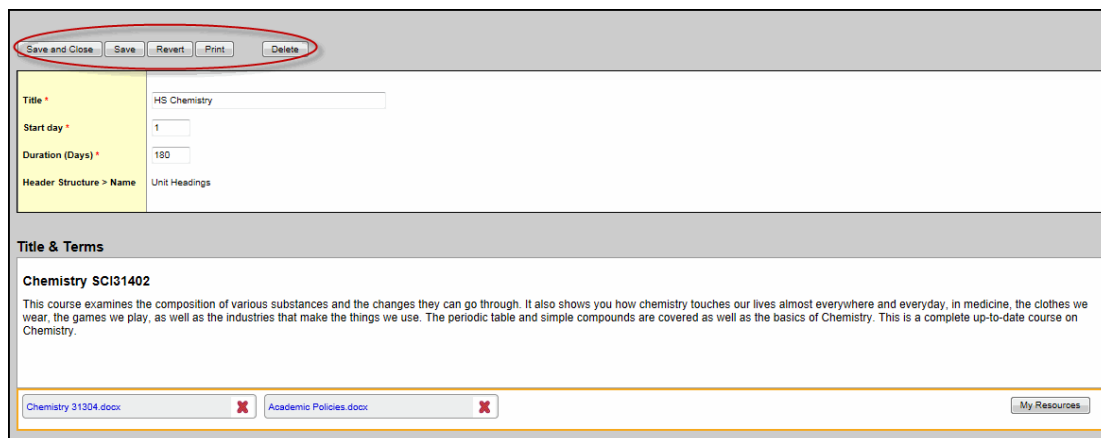 Save and Close Save Revert Print Delete
Title * HS Chemistry
Start day * 1
Duration (Days) * 180
Header Structure > Name Unit Headings
Title & Terms
Chemistry SCI31402
This course examines the composition of various substances and the changes they can go through. It also shows you how chemistry touches our lives almost everywhere and everyday, in medicine, the clothes we
wear, the games we play, as well as the industries that make the things we use. The periodic table and simple compounds are covered as well as the basics of Chemistry. This is a complete up-to-date course on
Chemistry.
Chemistry 31304.docx Academic Policies.docx My Resources